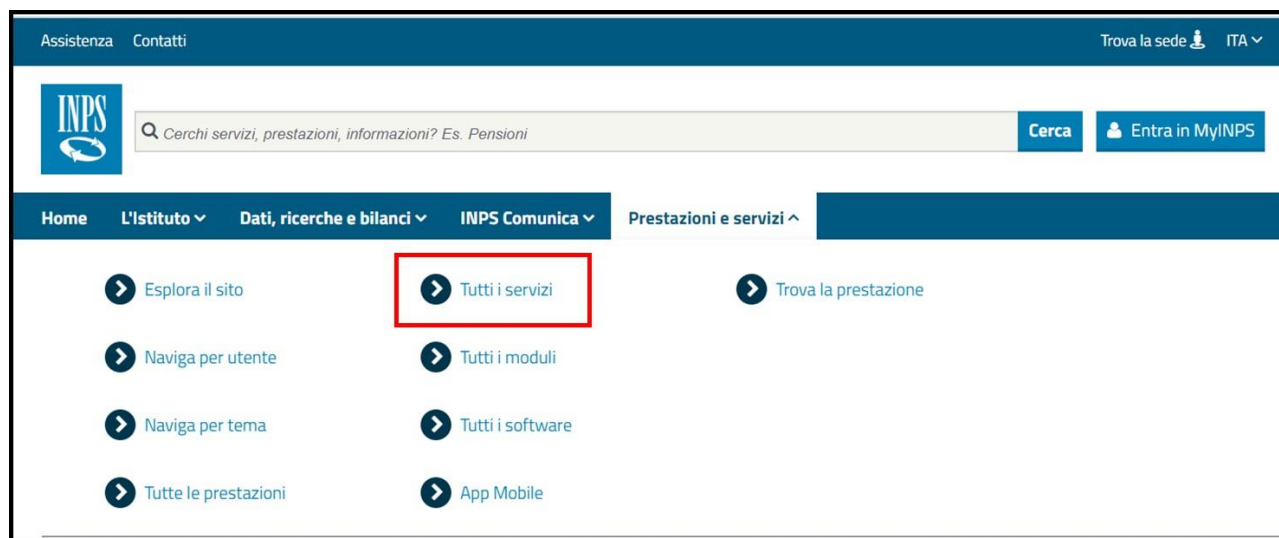 Assistenza Contatti Trova la sede ITA
INPS
Cerchi servizi, prestazioni, informazioni? Es. Pensioni Cerca Entra in MyINPS
Home L'Istituto Dati, ricerche e bilanci INPS Comunica Prestazioni e servizi
Esplora il sito Tutti i servizi Trova la prestazione
Naviga per utente Tutti i moduli
Naviga per tema Tutti i software
Tutte le prestazioni App Mobile